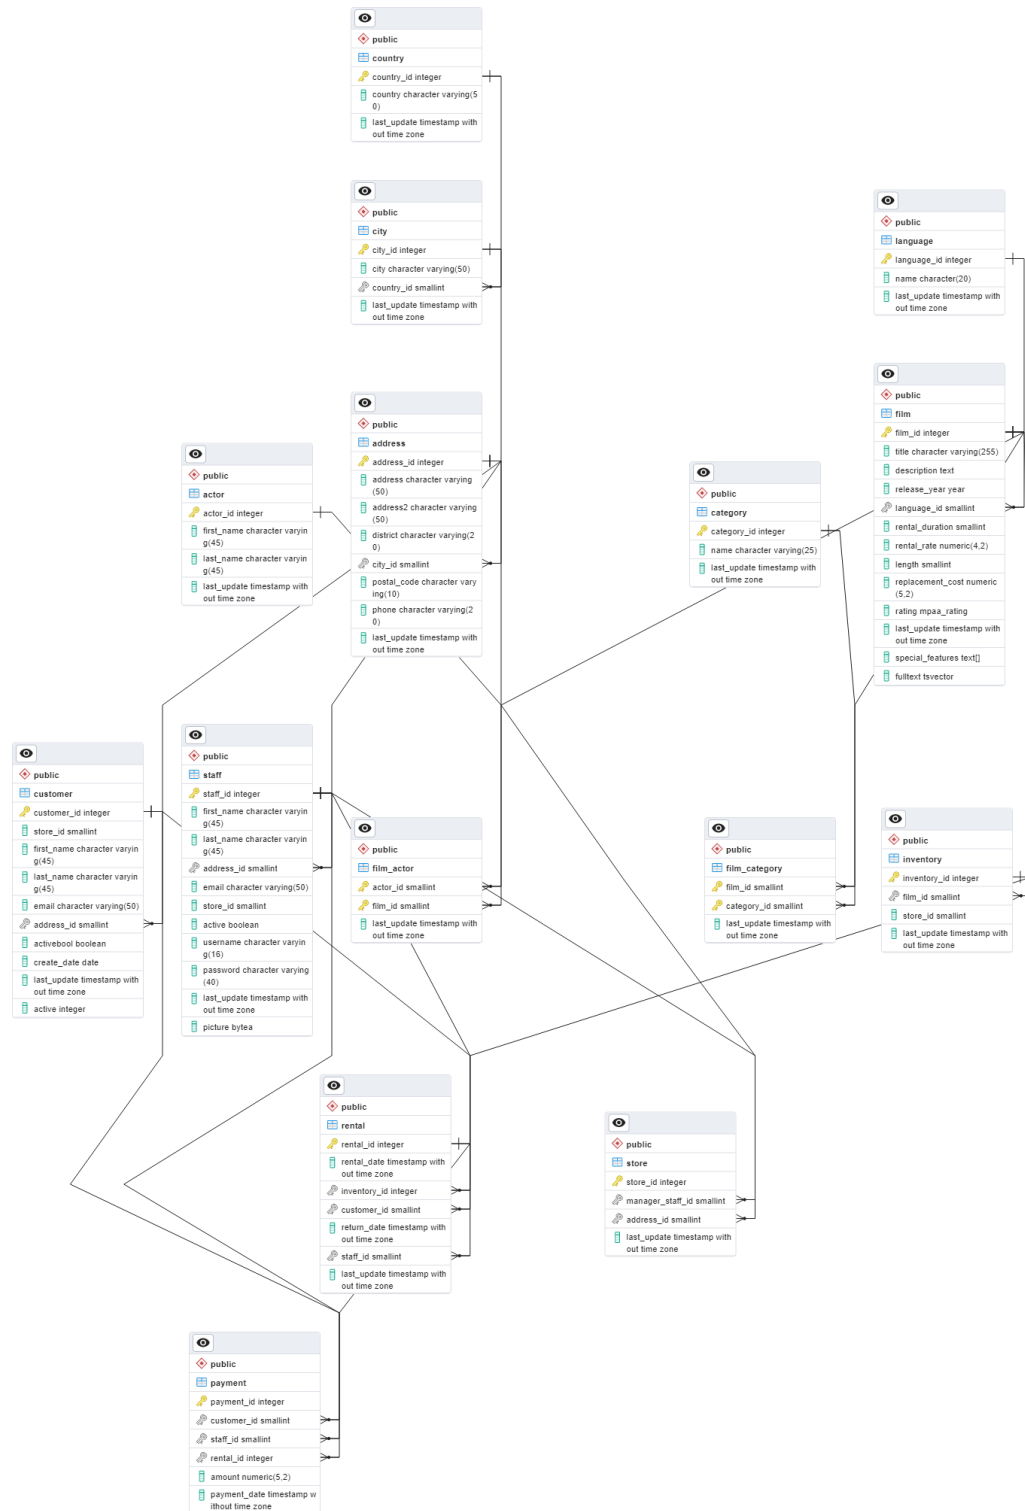 public
country
country_id integer
country character varying(5
0)
last_update timestamp with
out time zone
public
city
city_id integer
city character varying(50)
country_id smallint
last_update timestamp with
out time zone
public
language
language_id integer
name character(20)
last_update timestamp with
out time zone
public
film
film_id integer
title character varying(255)
description text
release_year year
language_id smallint
rental_duration smallint
rental_rate numeric(4,2)
length smallint
replacement_cost numeric
(5,2)
rating mpaa_rating
last_update timestamp with
out time zone
special_features text[]
fulltext tsvector
public
address
address_id integer
address character varying
(50)
address2 character varying
(50)
district character varying(2
0)
city_id smallint
postal_code character vary
ing(10)
phone character varying(2
0)
last_update timestamp with
out time zone
public
actor
actor_id integer
first_name character varyin
g(45)
last_name character varyin
g(45)
last_update timestamp with
out time zone
public
category
category_id integer
name character varying(25)
last_update timestamp with
out time zone
public
customer
customer_id integer
store_id smallint
first_name character varyin
g(45)
last_name character varyin
g(45)
email character varying(50)
address_id smallint
activebool boolean
create_date date
last_update timestamp with
out time zone
active integer
public
staff
staff_id integer
first_name character varyin
g(45)
last_name character varyin
g(45)
address_id smallint
email character varying(50)
store_id smallint
active boolean
username character varyin
g(16)
password character varying
(40)
last_update timestamp with
out time zone
picture bytea
public
film_actor
actor_id smallint
film_id smallint
last_update timestamp with
out time zone
public
film_category
film_id smallint
category_id smallint
last_update timestamp with
out time zone
public
inventory
inventory_id integer
film_id smallint
store_id smallint
last_update timestamp with
out time zone
public
rental
rental_id integer
rental_date timestamp with
out time zone
inventory_id integer
customer_id smallint
return_date timestamp with
out time zone
staff_id smallint
last_update timestamp with
out time zone
public
store
store_id integer
manager_staff_id smallint
address_id smallint
last_update timestamp with
out time zone
public
payment
payment_id integer
customer_id smallint
staff_id smallint
rental_id integer
amount numeric(5,2)
payment_date timestamp w
ithout time zone